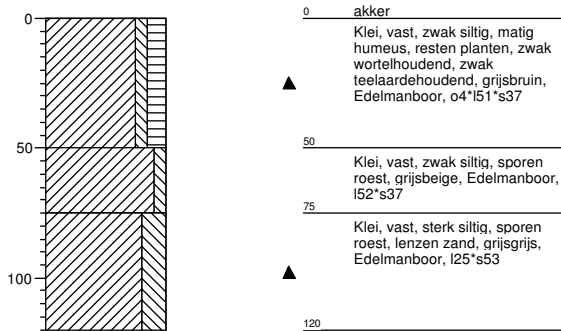 0
50
100
0 akker
Klei, vast, zwak siltig, matig
humeus, resten planten, zwak
wortelhoudend, zwak
teelaardehoudend, grijsbruin,
Edelmanboor, o4*l51*s37
50
Klei, vast, zwak siltig, sporen
roest, grijsbeige, Edelmanboor,
l52*s37
75
Klei, vast, sterk siltig, sporen
roest, lenzen zand, grijsgrijs,
Edelmanboor, l25*s53
120